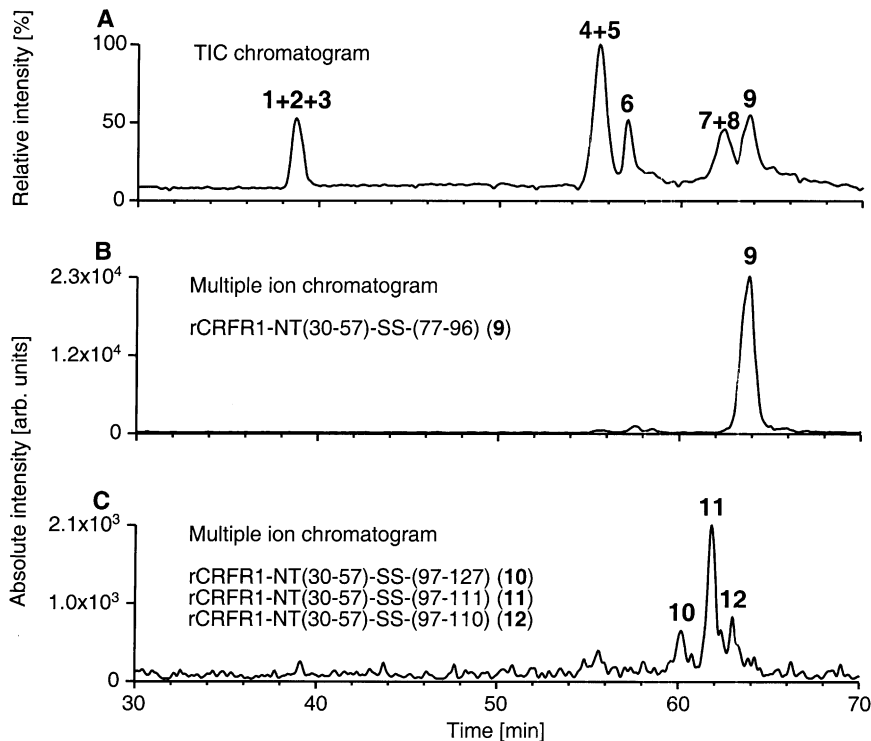 A
Relative intensity [%]
100
50
0
TIC chromatogram
1+2+3
4+5
6
7+8
9
B
Absolute intensity [arb. units]
2.3x10⁴
1.2x10⁴
0
Multiple ion chromatogram
rCRFR1-NT(30-57)-SS-(77-96) (9)
9
C
2.1x10³
1.0x10³
0
Multiple ion chromatogram
rCRFR1-NT(30-57)-SS-(97-127) (10)
rCRFR1-NT(30-57)-SS-(97-111) (11)
rCRFR1-NT(30-57)-SS-(97-110) (12)
10
11
12
30
40
50
60
70
Time [min]